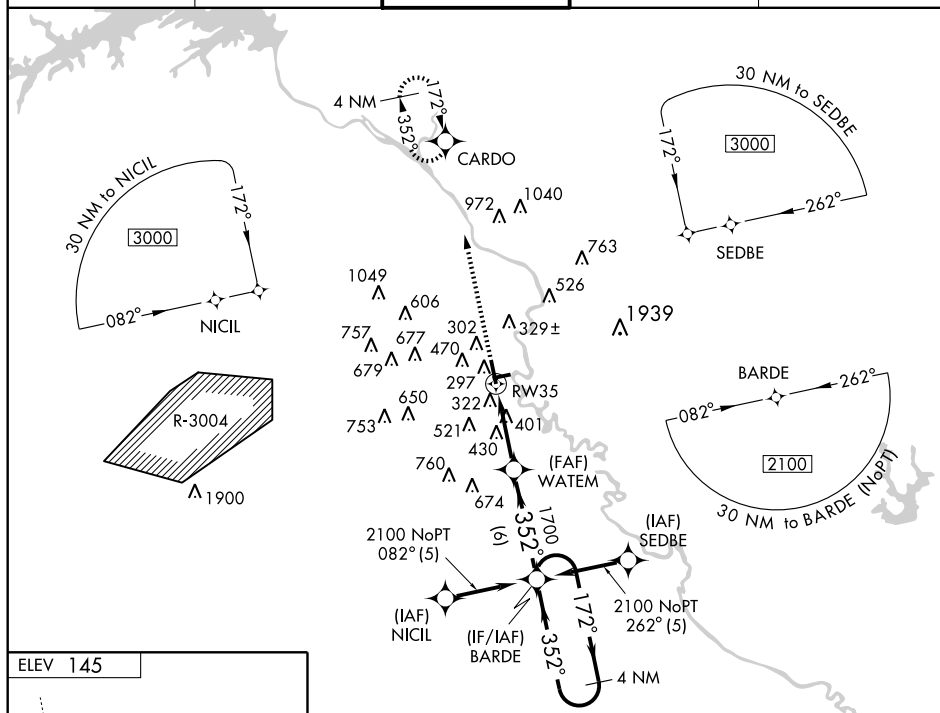 4 NM
172°
352°
CARDO
30 NM to SEDBE
3000
172°
262°
SEDBE
30 NM to NICIL
3000
172°
082°
NICIL
972
1040
763
526
1049
606
302
329±
1939
757
677
470
679
297
RW35
322
650
753
521
401
430
R-3004
1900
BARDE
082°
262°
2100
30 NM to BARDE (NoPT)
760
674
(FAF)
WATEM
1700
352°
(6)
2100 NoPT
082° (5)
(IAF)
SEDBE
(IAF)
NICIL
(IF/IAF)
BARDE
2100 NoPT
262° (5)
172°
352°
4 NM
ELEV 145